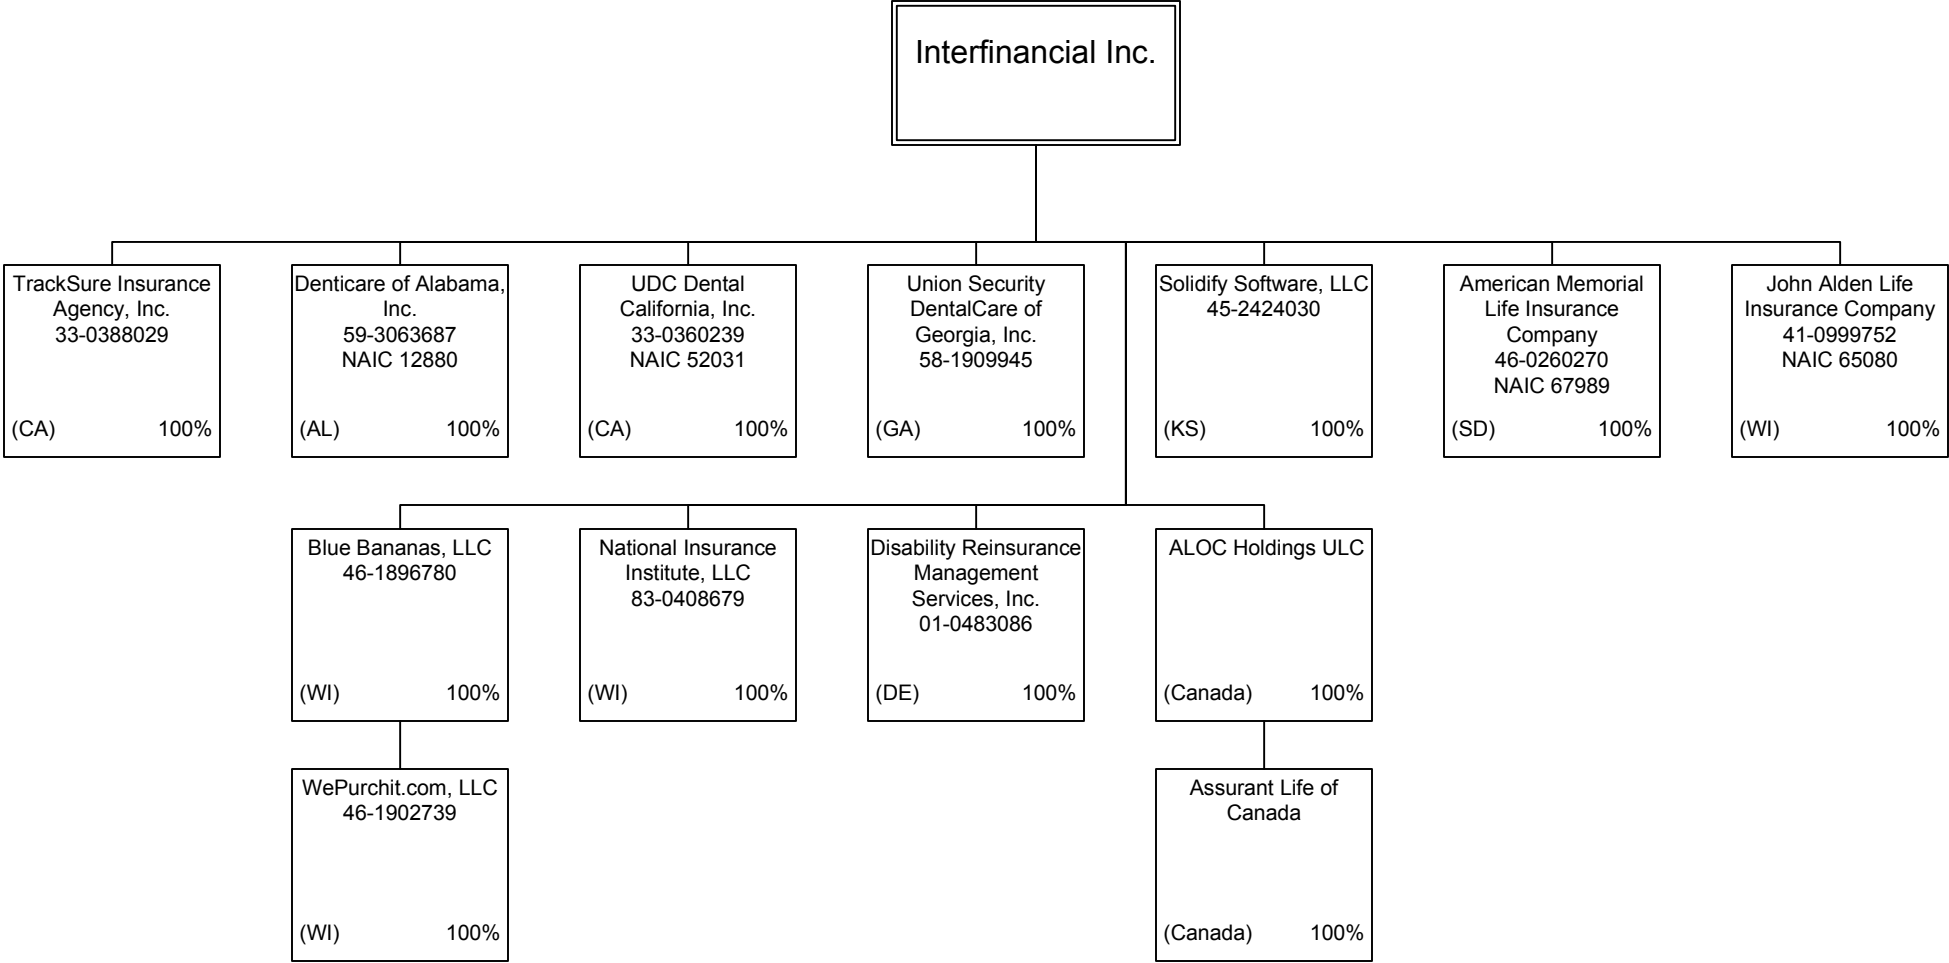 Interfinancial Inc.
TrackSure Insurance
Agency, Inc.
33-0388029
(CA) 100%
Denticare of Alabama,
Inc.
59-3063687
NAIC 12880
(AL) 100%
UDC Dental
California, Inc.
33-0360239
NAIC 52031
(CA) 100%
Union Security
DentalCare of
Georgia, Inc.
58-1909945
(GA) 100%
Solidify Software, LLC
45-2424030
(KS) 100%
American Memorial
Life Insurance
Company
46-0260270
NAIC 67989
(SD) 100%
John Alden Life
Insurance Company
41-0999752
NAIC 65080
(WI) 100%
Blue Bananas, LLC
46-1896780
(WI) 100%
National Insurance
Institute, LLC
83-0408679
(WI) 100%
Disability Reinsurance
Management
Services, Inc.
01-0483086
(DE) 100%
ALOC Holdings ULC
(Canada) 100%
WePurchit.com, LLC
46-1902739
(WI) 100%
Assurant Life of
Canada
(Canada) 100%